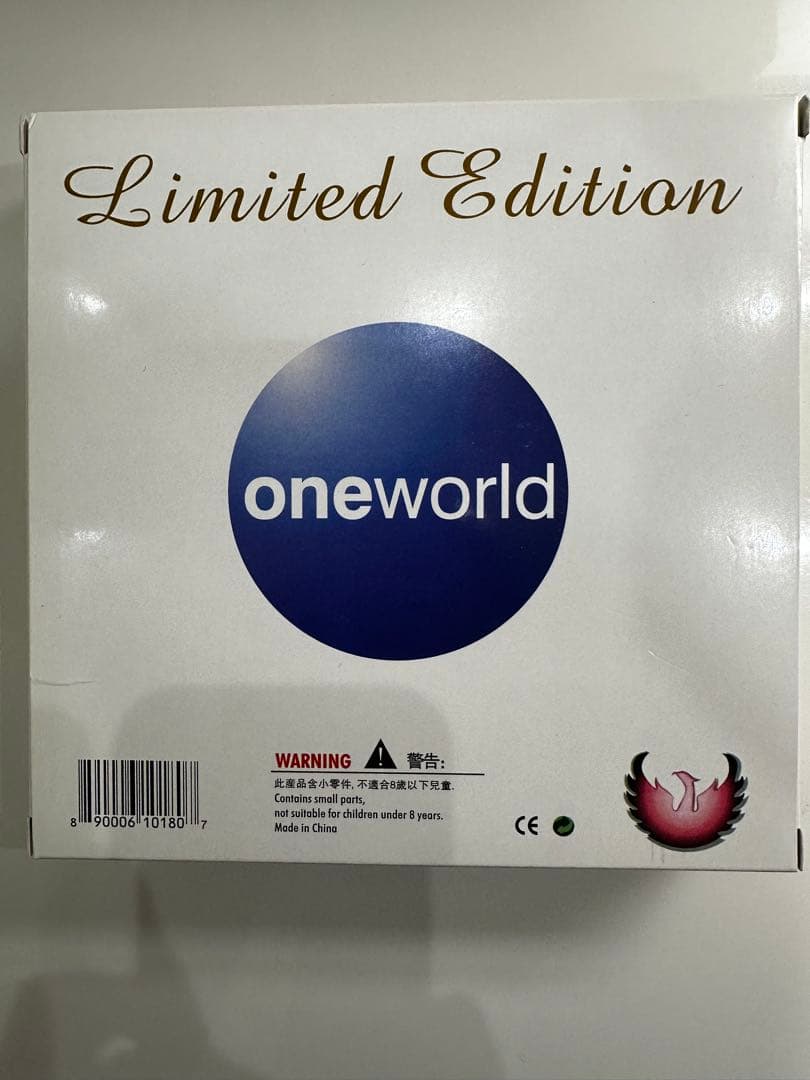 Limited Edition
oneworld
WARNING 警告:
此産品含小零件, 不適合8歲以下兒童.
Contains small parts,
not suitable for children under 8 years.
Made in China
8 90006 10180 7
CE